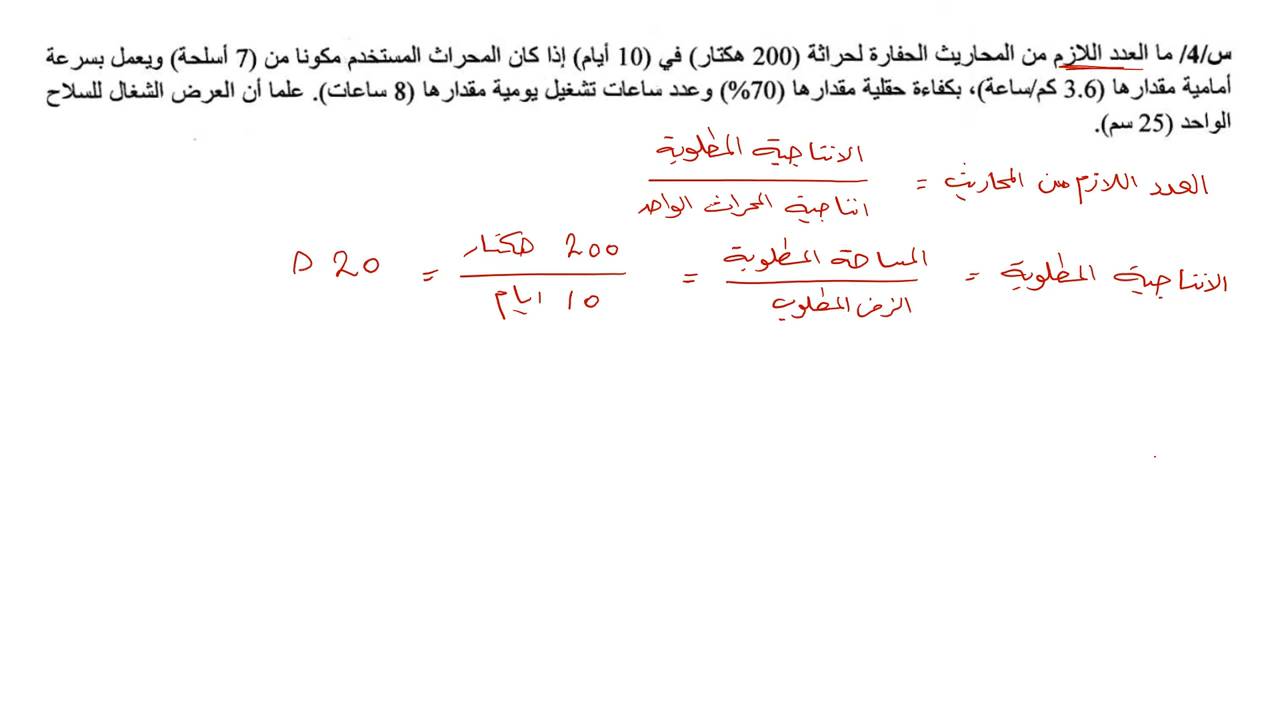 س/4/ ما العدد اللازم من المحاريث الحفارة لحراثة (200 هكتار) في (10 أيام) إذا كان المحراث المستخدم مكونا من (7 أسلحة) ويعمل بسرعة
أمامية مقدارها (3.6 كم/ساعة)، بكفاءة حقلية مقدارها (70%) وعدد ساعات تشغيل يومية مقدارها (8 ساعات). علما أن العرض الشغال للسلاح
الواحد (25 سم).
العدد اللازم من المحاريث = الانتاجية المطلوبة
انتاجية المحراث الواحد
الانتاجية المطلوبة = المساحة المطلوبة = 200 هكتار = 20
الزمن المطلوب 10 ايام